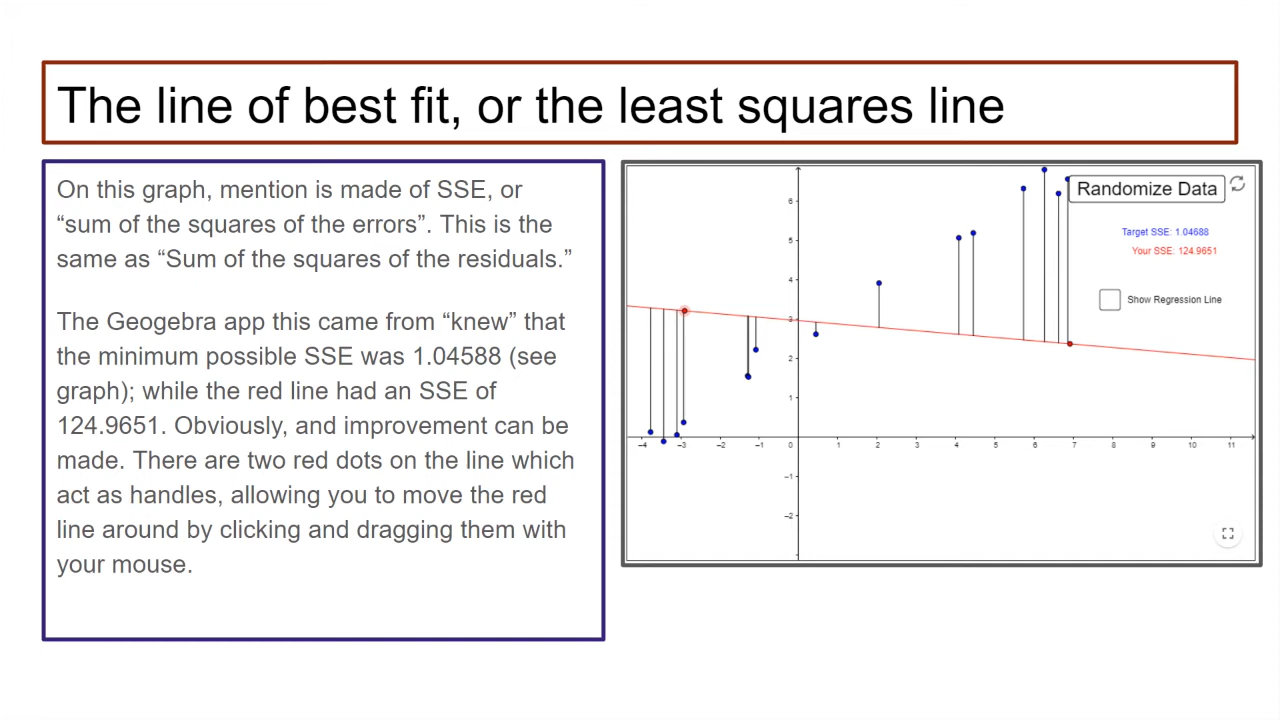 The line of best fit, or the least squares line
On this graph, mention is made of SSE, or
“sum of the squares of the errors”. This is the
same as “Sum of the squares of the residuals.”
The Geogebra app this came from “knew” that
the minimum possible SSE was 1.04588 (see
graph); while the red line had an SSE of
124.9651. Obviously, and improvement can be
made. There are two red dots on the line which
act as handles, allowing you to move the red
line around by clicking and dragging them with
your mouse.
Randomize Data
Target SSE: 1.04688
Your SSE: 124.9651
Show Regression Line
6
5
4
3
2
1
−4 −3 −2 −1 0 1 2 3 4 5 6 7 8 9 10 11
−1
−2